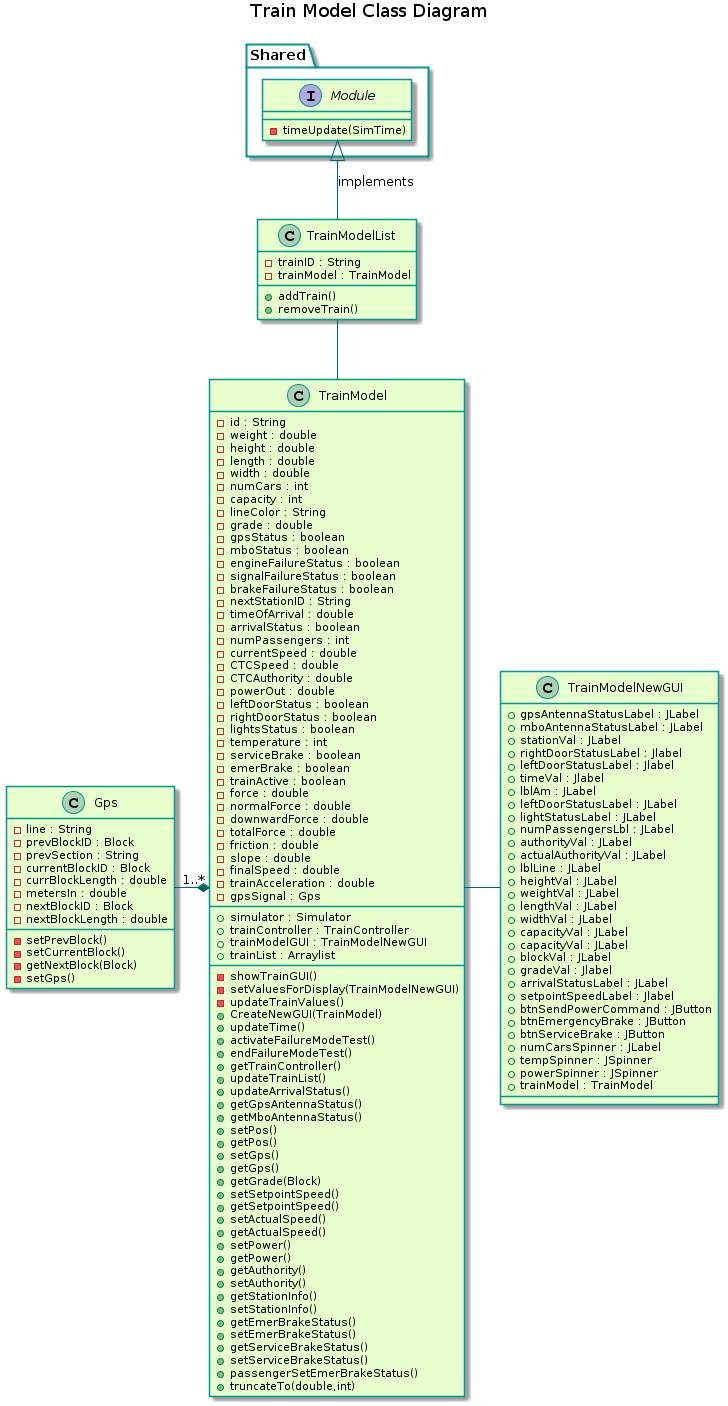 Train Model Class Diagram
Shared
I
Module
timeUpdate(SimTime)
implements
C
TrainModelList
trainID : String
trainModel : TrainModel
addTrain()
removeTrain()
C
TrainModel
id : String
weight : double
height : double
length : double
width : double
numCars : int
capacity : int
lineColor : String
grade : double
gpsStatus : boolean
mboStatus : boolean
engineFailureStatus : boolean
signalFailureStatus : boolean
brakeFailureStatus : boolean
nextStationID : String
timeOfArrival : double
arrivalStatus : boolean
numPassengers : int
currentSpeed : double
CTCSpeed : double
CTCAuthority : double
powerOut : double
leftDoorStatus : boolean
rightDoorStatus : boolean
lightsStatus : boolean
temperature : int
serviceBrake : boolean
emerBrake : boolean
trainActive : boolean
force : double
normalForce : double
downwardForce : double
totalForce : double
friction : double
slope : double
finalSpeed : double
trainAcceleration : double
gpsSignal : Gps
simulator : Simulator
trainController : TrainController
trainModelGUI : TrainModelNewGUI
trainList : Arraylist
showTrainGUI()
setValuesForDisplay(TrainModelNewGUI)
updateTrainValues()
CreateNewGUI(TrainModel)
updateTime()
activateFailureModeTest()
endFailureModeTest()
getTrainController()
updateTrainList()
updateArrivalStatus()
getGpsAntennaStatus()
getMboAntennaStatus()
setPos()
getPos()
setGps()
getGps()
getGrade(Block)
setSetpointSpeed()
getSetpointSpeed()
setActualSpeed()
getActualSpeed()
setPower()
getPower()
getAuthority()
setAuthority()
getStationInfo()
setStationInfo()
getEmerBrakeStatus()
setEmerBrakeStatus()
getServiceBrakeStatus()
setServiceBrakeStatus()
passengerSetEmerBrakeStatus()
truncateTo(double,int)
C
Gps
line : String
prevBlockID : Block
prevSection : String
currentBlockID : Block
currBlockLength : double
metersIn : double
nextBlockID : Block
nextBlockLength : double
setPrevBlock()
setCurrentBlock()
getNextBlock(Block)
setGps()
1..*
C
TrainModelNewGUI
gpsAntennaStatusLabel : JLabel
mboAntennaStatusLabel : JLabel
stationVal : JLabel
rightDoorStatusLabel : Jlabel
leftDoorStatusLabel : Jlabel
timeVal : Jlabel
lblAm : JLabel
leftDoorStatusLabel : JLabel
lightStatusLabel : JLabel
numPassengersLbl : JLabel
authorityVal : JLabel
actualAuthorityVal : JLabel
lblLine : JLabel
heightVal : JLabel
weightVal : JLabel
lengthVal : JLabel
widthVal : JLabel
capacityVal : JLabel
capacityVal : JLabel
blockVal : JLabel
gradeVal : Jlabel
arrivalStatusLabel : JLabel
setpointSpeedLabel : Jlabel
btnSendPowerCommand : JButton
btnEmergencyBrake : JButton
btnServiceBrake : JButton
numCarsSpinner : JLabel
tempSpinner : JSpinner
powerSpinner : JSpinner
trainModel : TrainModel